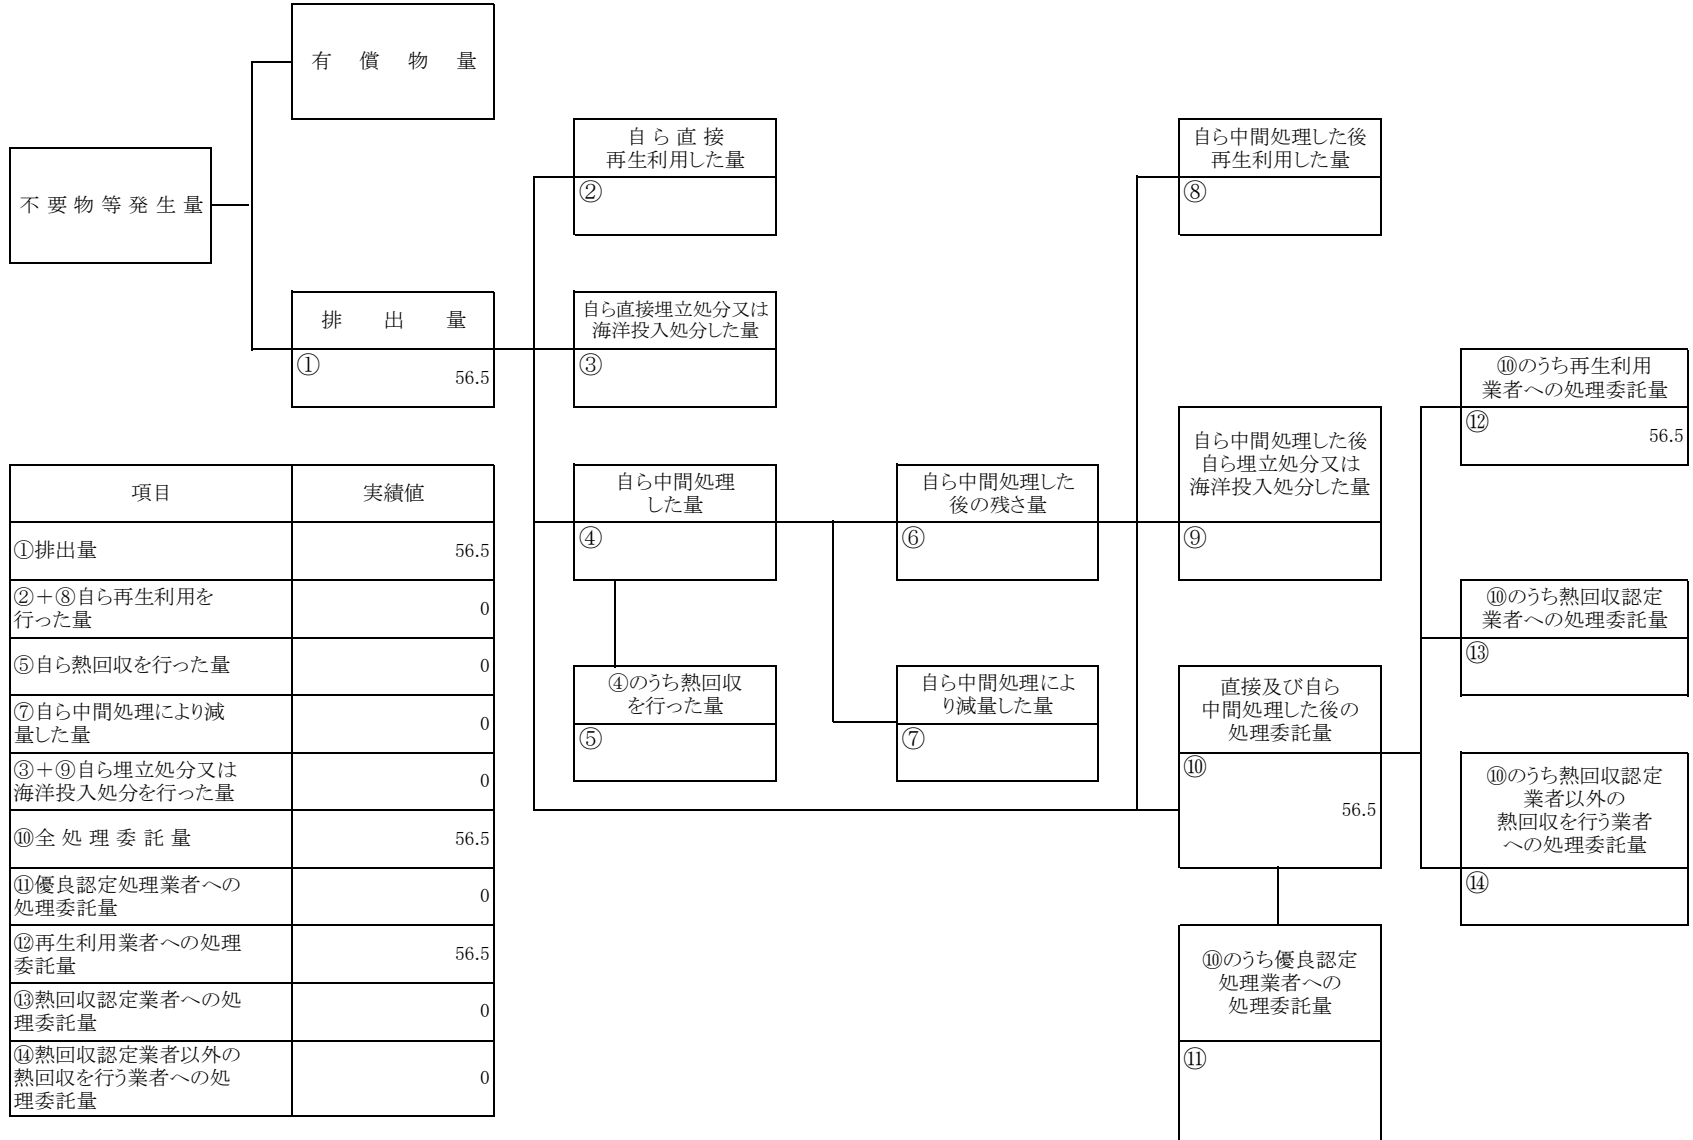 有償物量
不要物等発生量
排出量
①
56.5
自ら直接
再生利用した量
②
自ら直接埋立処分又は
海洋投入処分した量
③
自ら中間処理
した量
④
④のうち熱回収
を行った量
⑤
自ら中間処理した
後の残さ量
⑥
自ら中間処理によ
り減量した量
⑦
自ら中間処理した後
再生利用した量
⑧
自ら中間処理した後
自ら埋立処分又は
海洋投入処分した量
⑨
直接及び自ら
中間処理した後の
処理委託量
⑩
56.5
⑩のうち優良認定
処理業者への
処理委託量
⑪
⑩のうち再生利用
業者への処理委託量
⑫
56.5
⑩のうち熱回収認定
業者への処理委託量
⑬
⑩のうち熱回収認定
業者以外の
熱回収を行う業者
への処理委託量
⑭
項目 実績値
①排出量 56.5
②＋⑧自ら再生利用を
行った量 0
⑤自ら熱回収を行った量 0
⑦自ら中間処理により減
量した量 0
③＋⑨自ら埋立処分又は
海洋投入処分を行った量 0
⑩全処理委託量 56.5
⑪優良認定処理業者への
処理委託量 0
⑫再生利用業者への処理
委託量 56.5
⑬熱回収認定業者への処
理委託量 0
⑭熱回収認定業者以外の
熱回収を行う業者への処
理委託量 0